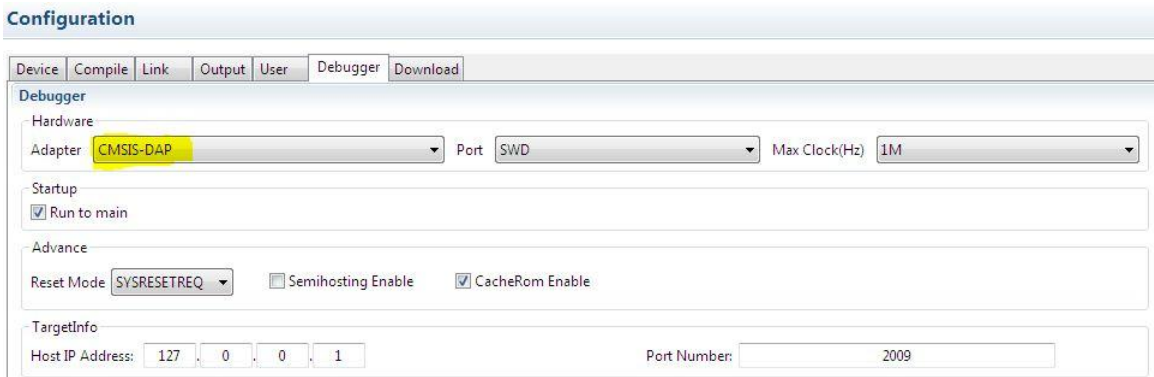 Configuration
Device Compile Link Output User Debugger Download
Debugger
Hardware
Adapter CMSIS-DAP Port SWD Max Clock(Hz) 1M
Startup
Run to main
Advance
Reset Mode SYSRESETREQ Semihosting Enable CacheRom Enable
TargetInfo
Host IP Address: 127 . 0 . 0 . 1 Port Number: 2009